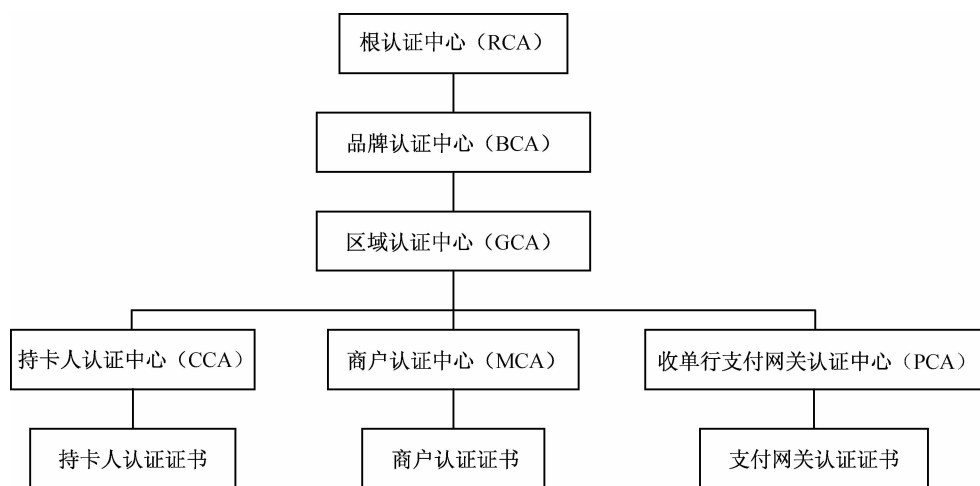 根认证中心（RCA）
品牌认证中心（BCA）
区域认证中心（GCA）
持卡人认证中心（CCA）
商户认证中心（MCA）
收单行支付网关认证中心（PCA）
持卡人认证证书
商户认证证书
支付网关认证证书